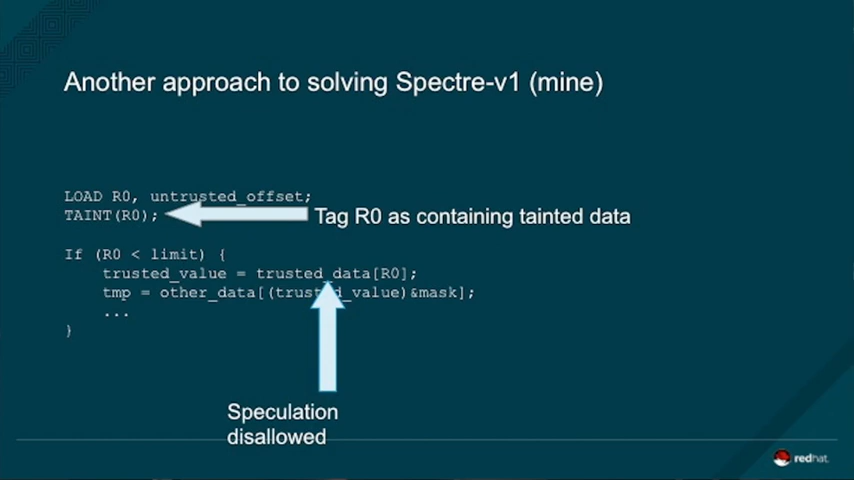 Another approach to solving Spectre-v1 (mine)
LOAD R0, untrusted_offset;
TAINT(R0);
Tag R0 as containing tainted data
If (R0 < limit) {
trusted_value = trusted_data[R0];
tmp = other_data[(trusted_value)&mask];
...
}
Speculation
disallowed
redhat.